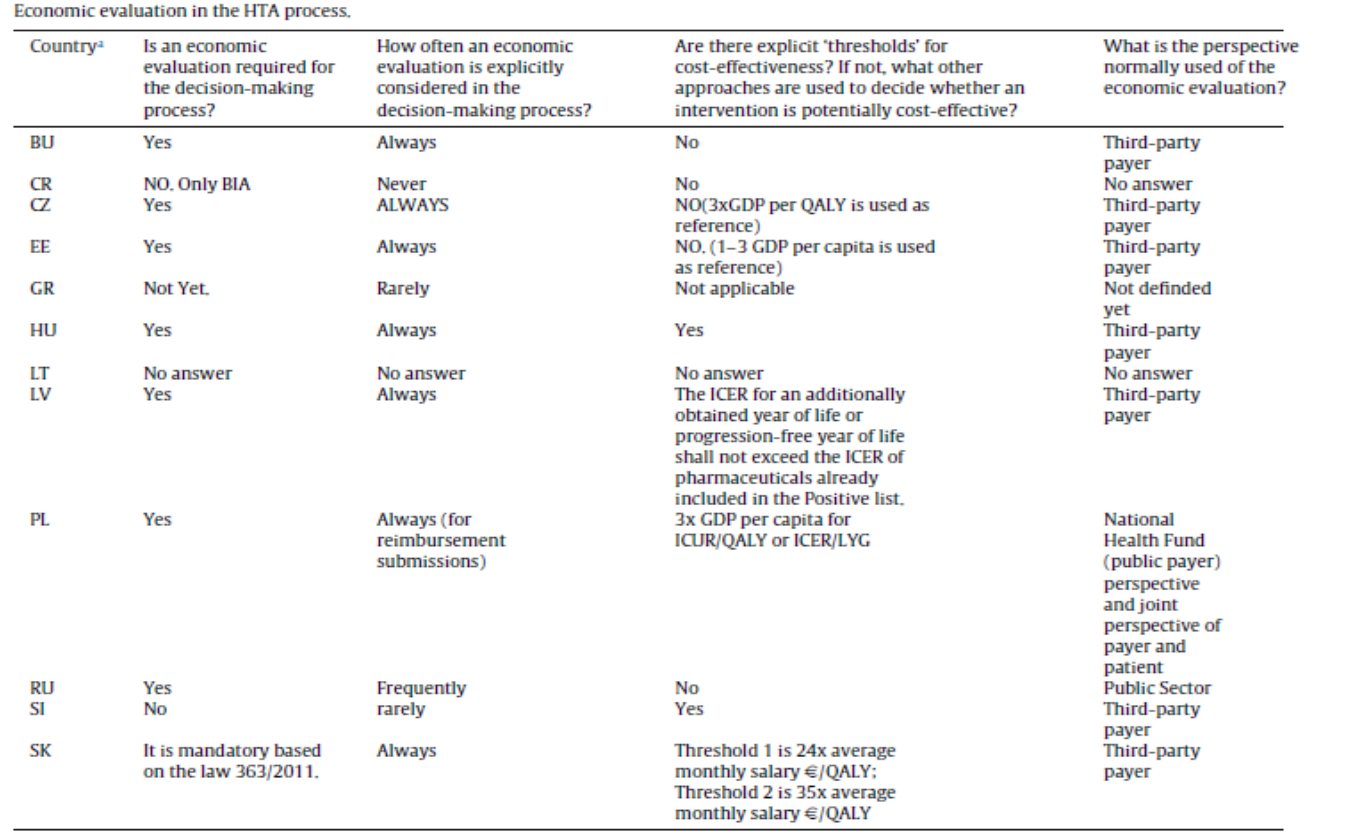 Economic evaluation in the HTA process.
Countryᵃ Is an economic evaluation required for the decision-making process? How often an economic evaluation is explicitly considered in the decision-making process? Are there explicit ‘thresholds’ for cost-effectiveness? If not, what other approaches are used to decide whether an intervention is potentially cost-effective? What is the perspective normally used of the economic evaluation?
BU Yes Always No Third-party payer
CR NO. Only BIA Never No No answer
CZ Yes ALWAYS NO(3xGDP per QALY is used as reference) Third-party payer
EE Yes Always NO. (1–3 GDP per capita is used as reference) Third-party payer
GR Not Yet. Rarely Not applicable Not definded yet
HU Yes Always Yes Third-party payer
LT No answer No answer No answer No answer
LV Yes Always The ICER for an additionally obtained year of life or progression-free year of life shall not exceed the ICER of pharmaceuticals already included in the Positive list. Third-party payer
PL Yes Always (for reimbursement submissions) 3x GDP per capita for ICUR/QALY or ICER/LYG National Health Fund (public payer) perspective and joint perspective of payer and patient
RU Yes Frequently No Public Sector
SI No rarely Yes Third-party payer
SK It is mandatory based on the law 363/2011. Always Threshold 1 is 24x average monthly salary €/QALY; Threshold 2 is 35x average monthly salary €/QALY Third-party payer